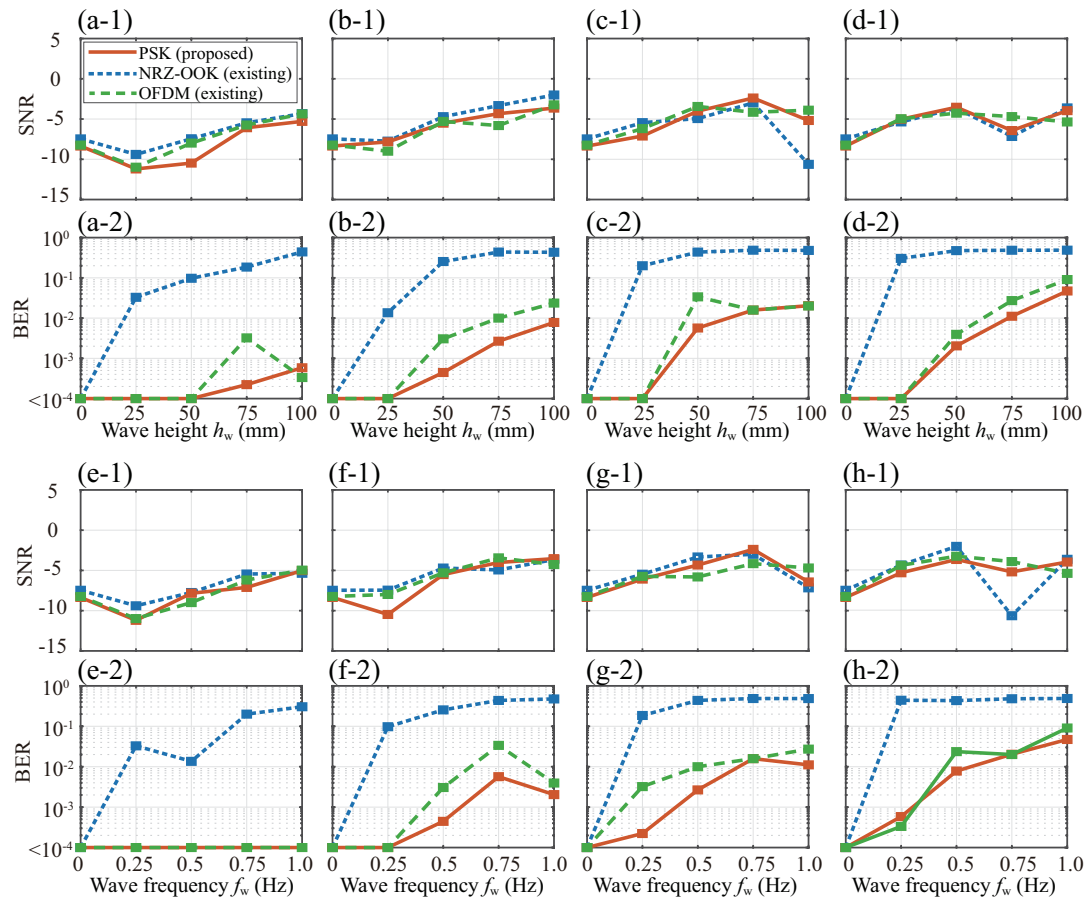 (a-1) (b-1) (c-1) (d-1)
PSK (proposed)
NRZ-OOK (existing)
OFDM (existing)
SNR
5
0
-5
-10
-15
(a-2) (b-2) (c-2) (d-2)
BER
10⁰
10⁻¹
10⁻²
10⁻³
<10⁻⁴
0 25 50 75 100 0 25 50 75 100 0 25 50 75 100 0 25 50 75 100
Wave height h_w (mm) Wave height h_w (mm) Wave height h_w (mm) Wave height h_w (mm)
(e-1) (f-1) (g-1) (h-1)
SNR
5
0
-5
-10
-15
(e-2) (f-2) (g-2) (h-2)
BER
10⁰
10⁻¹
10⁻²
10⁻³
<10⁻⁴
0 0.25 0.5 0.75 1.0 0 0.25 0.5 0.75 1.0 0 0.25 0.5 0.75 1.0 0 0.25 0.5 0.75 1.0
Wave frequency f_w (Hz) Wave frequency f_w (Hz) Wave frequency f_w (Hz) Wave frequency f_w (Hz)